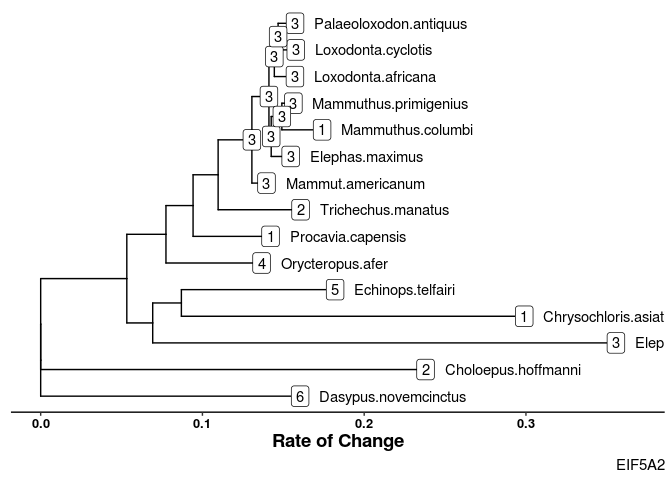 3 Palaeoloxodon.antiquus
3
3 Loxodonta.cyclotis
3
3 Loxodonta.africana
3
3 Mammuthus.primigenius
3
1 Mammuthus.columbi
3
3
3 Elephas.maximus
3 Mammut.americanum
2 Trichechus.manatus
1 Procavia.capensis
4 Orycteropus.afer
5 Echinops.telfairi
1 Chrysochloris.asiat
3 Elep
2 Choloepus.hoffmanni
6 Dasypus.novemcinctus
0.0 0.1 0.2 0.3
Rate of Change
EIF5A2